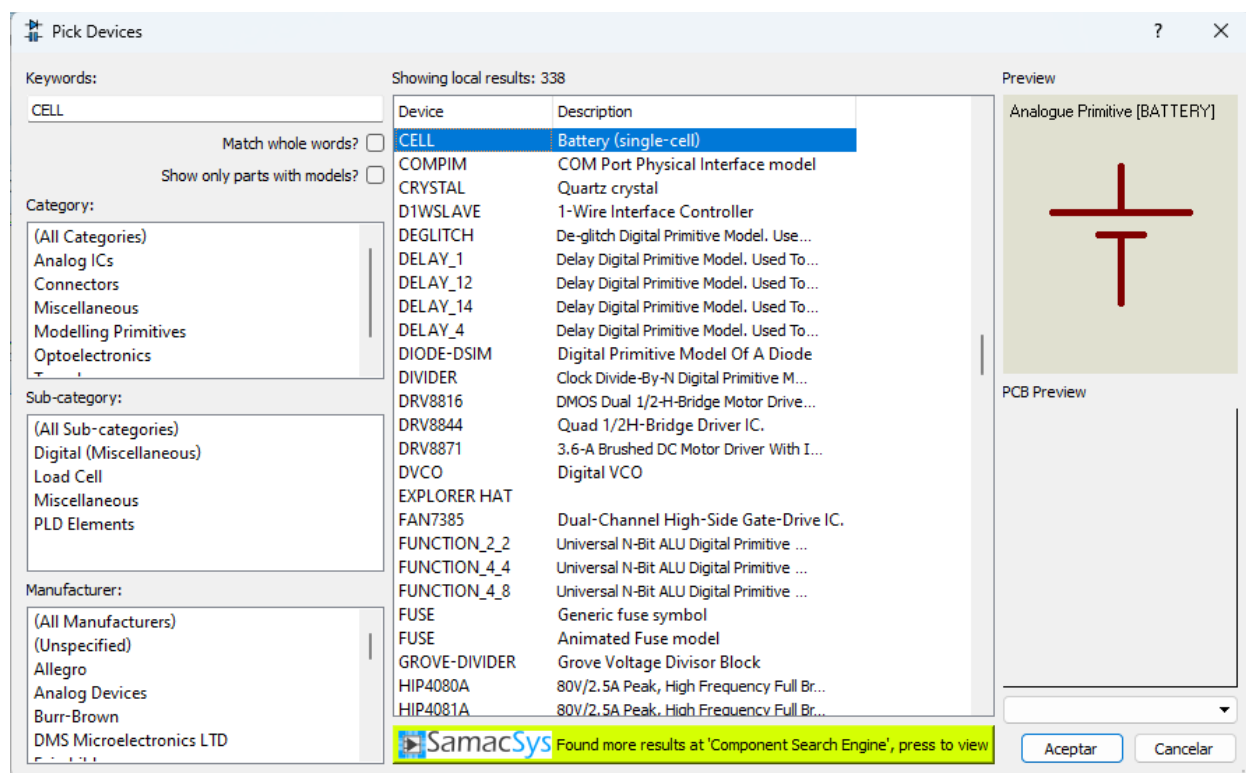 Pick Devices
?
Keywords:
CELL
Match whole words?
Show only parts with models?
Category:
(All Categories)
Analog ICs
Connectors
Miscellaneous
Modelling Primitives
Optoelectronics
Sub-category:
(All Sub-categories)
Digital (Miscellaneous)
Load Cell
Miscellaneous
PLD Elements
Manufacturer:
(All Manufacturers)
(Unspecified)
Allegro
Analog Devices
Burr-Brown
DMS Microelectronics LTD
Showing local results: 338
Device Description
CELL Battery (single-cell)
COMPIM COM Port Physical Interface model
CRYSTAL Quartz crystal
D1WSLAVE 1-Wire Interface Controller
DEGLITCH De-glitch Digital Primitive Model. Use...
DELAY_1 Delay Digital Primitive Model. Used To...
DELAY_12 Delay Digital Primitive Model. Used To...
DELAY_14 Delay Digital Primitive Model. Used To...
DELAY_4 Delay Digital Primitive Model. Used To...
DIODE-DSIM Digital Primitive Model Of A Diode
DIVIDER Clock Divide-By-N Digital Primitive M...
DRV8816 DMOS Dual 1/2-H-Bridge Motor Drive...
DRV8844 Quad 1/2H-Bridge Driver IC.
DRV8871 3.6-A Brushed DC Motor Driver With I...
DVCO Digital VCO
EXPLORER HAT
FAN7385 Dual-Channel High-Side Gate-Drive IC.
FUNCTION_2_2 Universal N-Bit ALU Digital Primitive ...
FUNCTION_4_4 Universal N-Bit ALU Digital Primitive ...
FUNCTION_4_8 Universal N-Bit ALU Digital Primitive ...
FUSE Generic fuse symbol
FUSE Animated Fuse model
GROVE-DIVIDER Grove Voltage Divisor Block
HIP4080A 80V/2.5A Peak, High Frequency Full Br...
HIP4081A 80V/2.5A Peak, High Frequency Full Br...
SamacSys Found more results at 'Component Search Engine', press to view
Preview
Analogue Primitive [BATTERY]
PCB Preview
Aceptar Cancelar